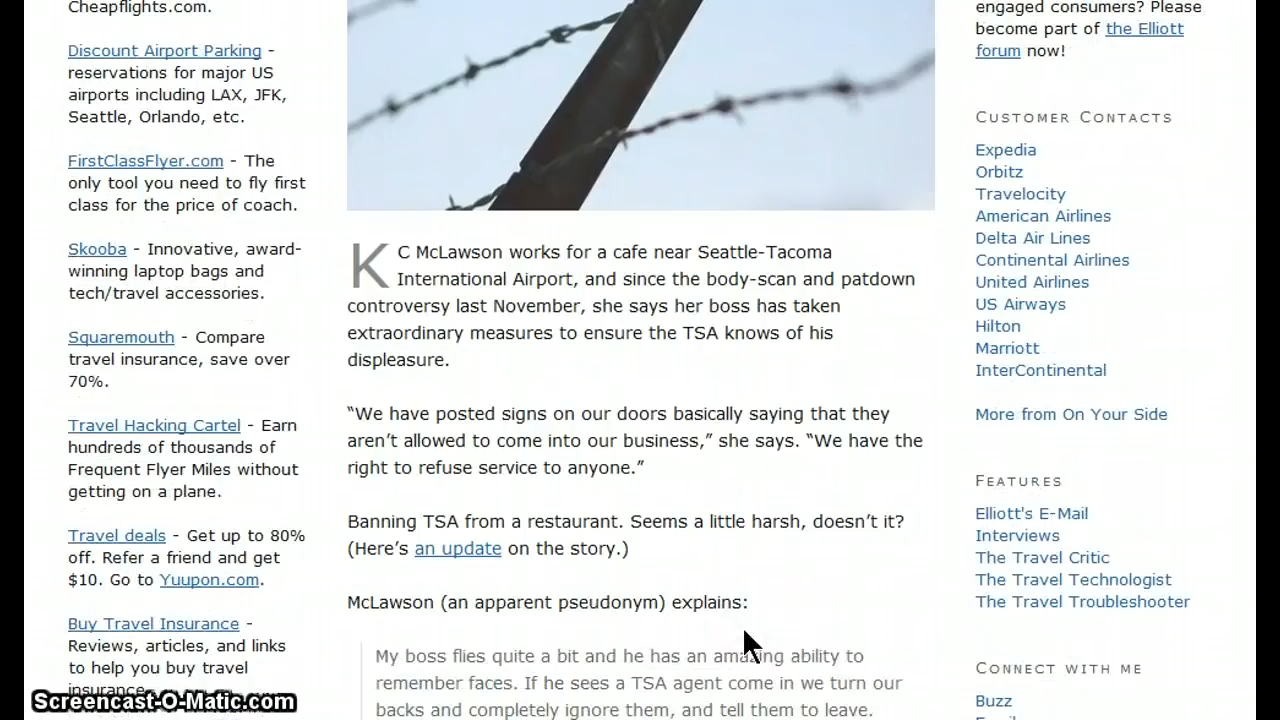 Cheapflights.com.
Discount Airport Parking -
reservations for major US
airports including LAX, JFK,
Seattle, Orlando, etc.
FirstClassFlyer.com - The
only tool you need to fly first
class for the price of coach.
Skooba - Innovative, award-
winning laptop bags and
tech/travel accessories.
Squaremouth - Compare
travel insurance, save over
70%.
Travel Hacking Cartel - Earn
hundreds of thousands of
Frequent Flyer Miles without
getting on a plane.
Travel deals - Get up to 80%
off. Refer a friend and get
$10. Go to Yuupon.com.
Buy Travel Insurance -
Reviews, articles, and links
to help you buy travel
insurance
KC McLawson works for a cafe near Seattle-Tacoma
International Airport, and since the body-scan and patdown
controversy last November, she says her boss has taken
extraordinary measures to ensure the TSA knows of his
displeasure.
“We have posted signs on our doors basically saying that they
aren’t allowed to come into our business,” she says. “We have the
right to refuse service to anyone.”
Banning TSA from a restaurant. Seems a little harsh, doesn’t it?
(Here’s an update on the story.)
McLawson (an apparent pseudonym) explains:
My boss flies quite a bit and he has an amazing ability to
remember faces. If he sees a TSA agent come in we turn our
backs and completely ignore them, and tell them to leave.
engaged consumers? Please
become part of the Elliott
forum now!
Customer Contacts
Expedia
Orbitz
Travelocity
American Airlines
Delta Air Lines
Continental Airlines
United Airlines
US Airways
Hilton
Marriott
InterContinental
More from On Your Side
Features
Elliott's E-Mail
Interviews
The Travel Critic
The Travel Technologist
The Travel Troubleshooter
Connect with me
Buzz
Screencast-O-Matic.com